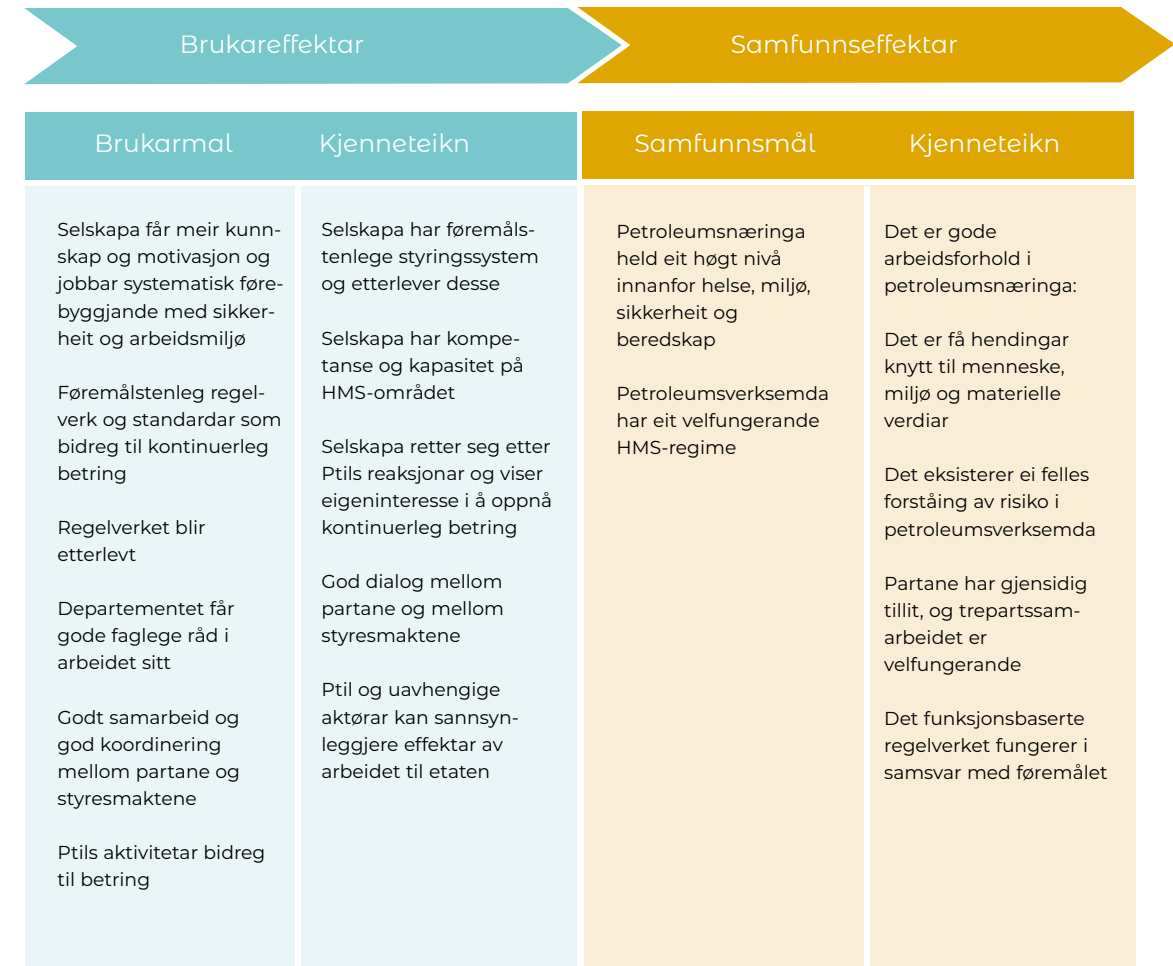 Brukareffektar
Samfunnseffektar
Brukarmal
Kjenneteikn
Samfunnsmål
Kjenneteikn
Selskapa får meir kunn-
skap og motivasjon og
jobbar systematisk føre-
byggjande med sikker-
heit og arbeidsmiljø
Føremålstenleg regel-
verk og standardar som
bidreg til kontinuerleg
betring
Regelverket blir
etterlevt
Departementet får
gode faglege råd i
arbeidet sitt
Godt samarbeid og
god koordinering
mellom partane og
styresmaktene
Ptils aktivitetar bidreg
til betring
Selskapa har føremåls-
tenlege styringssystem
og etterlever desse
Selskapa har kompe-
tanse og kapasitet på
HMS-området
Selskapa retter seg etter
Ptils reaksjonar og viser
eigeninteresse i å oppnå
kontinuerleg betring
God dialog mellom
partane og mellom
styresmaktene
Ptil og uavhengige
aktørar kan sannsyn-
leggjere effektar av
arbeidet til etaten
Petroleumsnæringa
held eit høgt nivå
innanfor helse, miljø,
sikkerheit og
beredskap
Petroleumsverksemda
har eit velfungerande
HMS-regime
Det er gode
arbeidsforhold i
petroleumsnæringa:
Det er få hendingar
knytt til menneske,
miljø og materielle
verdiar
Det eksisterer ei felles
forståing av risiko i
petroleumsverksemda
Partane har gjensidig
tillit, og trepartssam-
arbeidet er
velfungerande
Det funksjonsbaserte
regelverket fungerer i
samsvar med føremålet